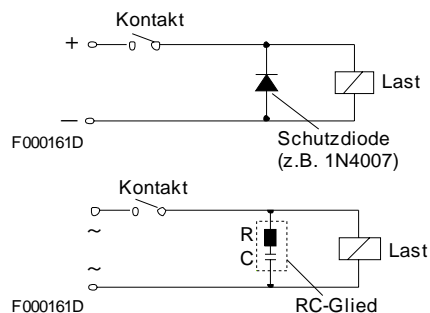 Kontakt
+
Last
−
F000161D
Schutzdiode
(z.B. 1N4007)
Kontakt
~
R
C
Last
~
F000161D
RC-Glied